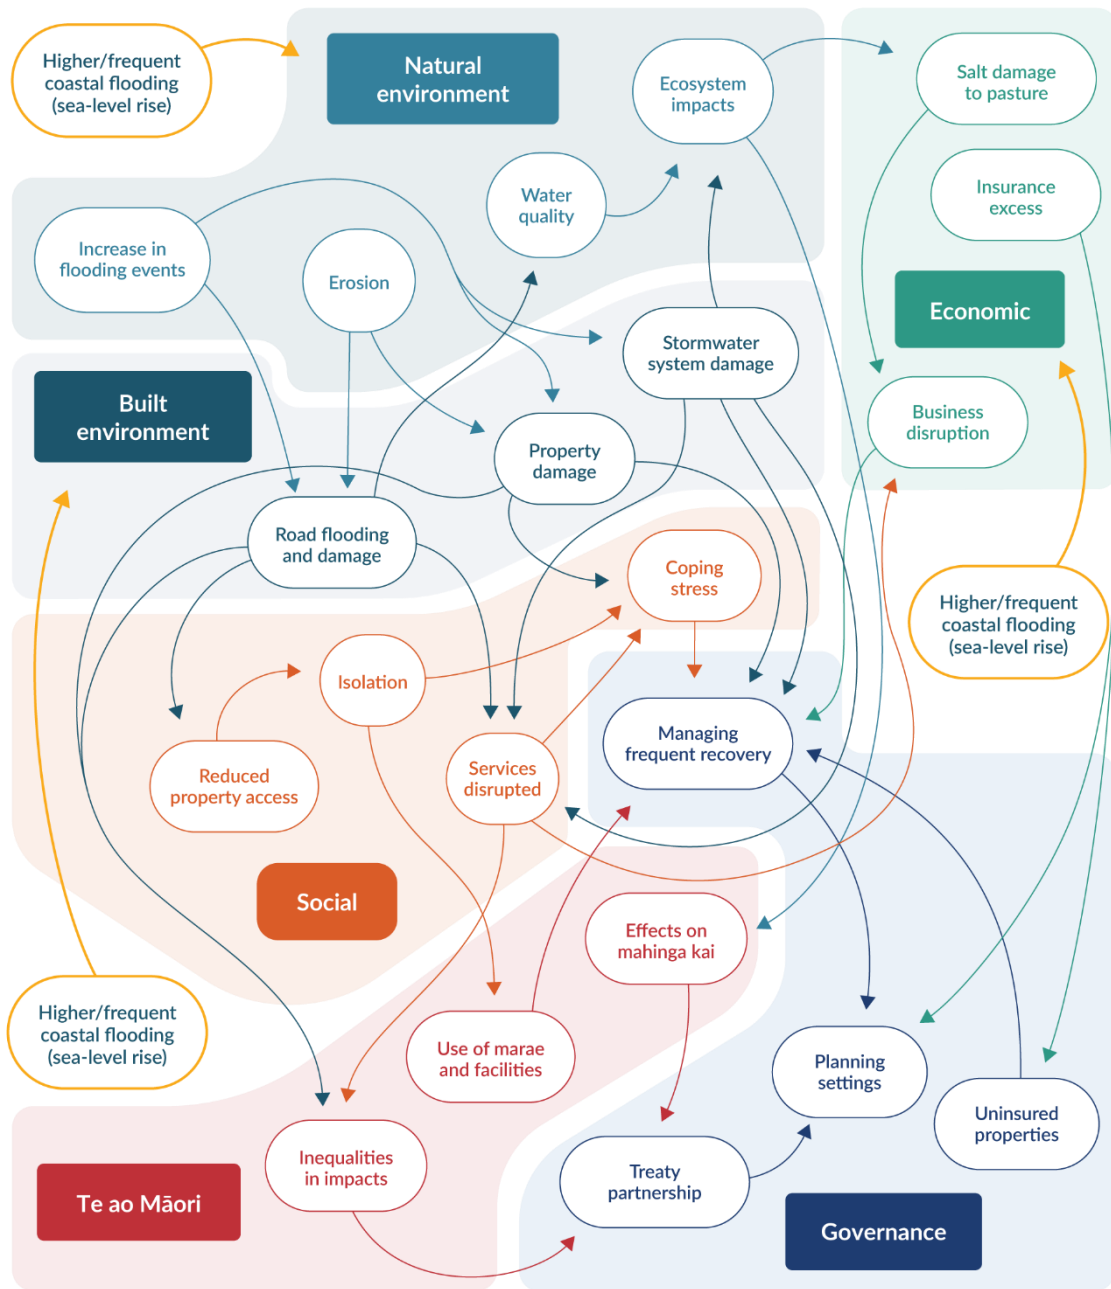 Higher/frequent
coastal flooding
(sea-level rise)
Natural
environment
Ecosystem
impacts
Salt damage
to pasture
Water
quality
Insurance
excess
Increase in
flooding events
Erosion
Economic
Stormwater
system damage
Built
environment
Business
disruption
Property
damage
Road flooding
and damage
Coping
stress
Higher/frequent
coastal flooding
(sea-level rise)
Isolation
Managing
frequent recovery
Reduced
property access
Services
disrupted
Social
Effects on
mahinga kai
Higher/frequent
coastal flooding
(sea-level rise)
Use of marae
and facilities
Planning
settings
Uninsured
properties
Inequalities
in impacts
Treaty
partnership
Te ao Māori
Governance